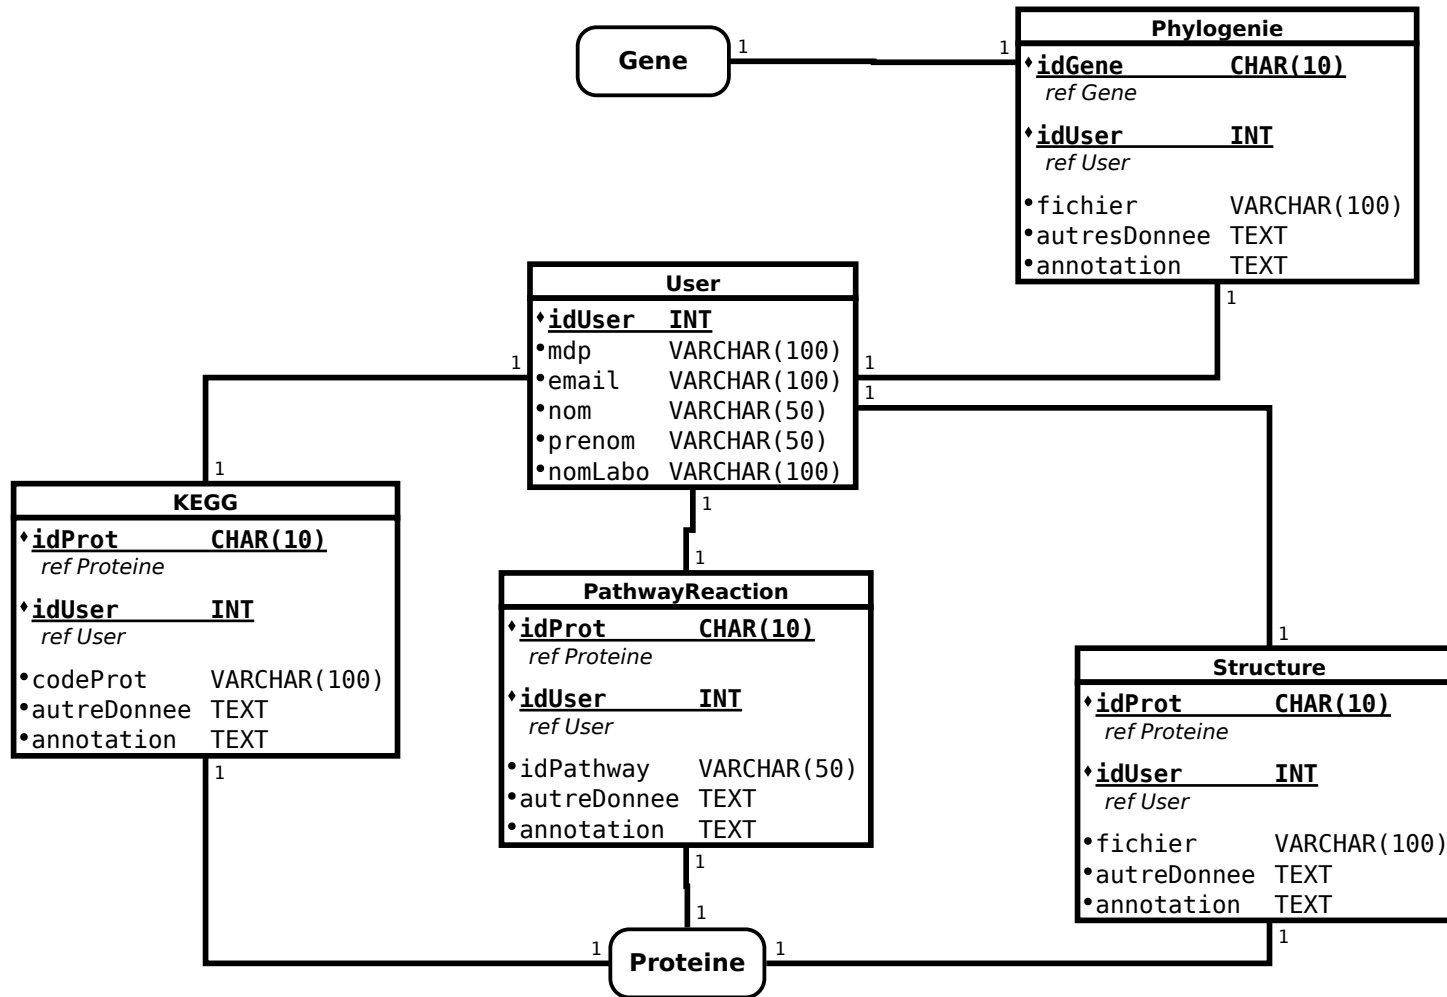 Gene
1
1
Phylogenie
idGene CHAR(10)
ref Gene
idUser INT
ref User
fichier VARCHAR(100)
autresDonnee TEXT
annotation TEXT
1
User
idUser INT
mdp VARCHAR(100)
email VARCHAR(100)
nom VARCHAR(50)
prenom VARCHAR(50)
nomLabo VARCHAR(100)
1
1
1
1
1
KEGG
idProt CHAR(10)
ref Proteine
idUser INT
ref User
codeProt VARCHAR(100)
autreDonnee TEXT
annotation TEXT
1
1
PathwayReaction
idProt CHAR(10)
ref Proteine
idUser INT
ref User
idPathway VARCHAR(50)
autreDonnee TEXT
annotation TEXT
1
1
Structure
idProt CHAR(10)
ref Proteine
idUser INT
ref User
fichier VARCHAR(100)
autreDonnee TEXT
annotation TEXT
1
1
1
1
Proteine